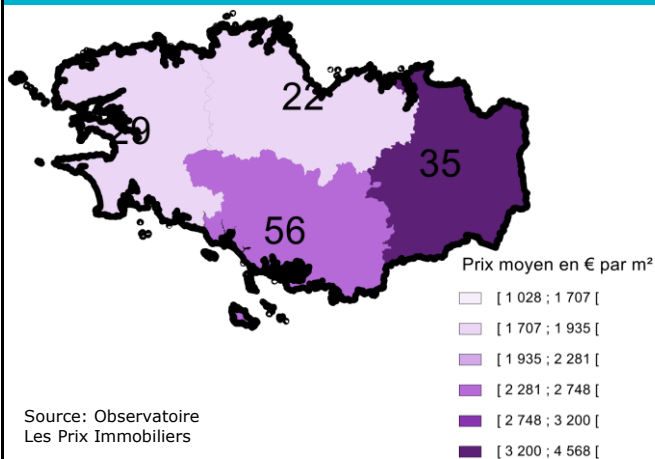 22
29
35
56
Prix moyen en € par m²
[ 1 028 ; 1 707 [
[ 1 707 ; 1 935 [
[ 1 935 ; 2 281 [
[ 2 281 ; 2 748 [
[ 2 748 ; 3 200 [
[ 3 200 ; 4 568 [
Source: Observatoire
Les Prix Immobiliers